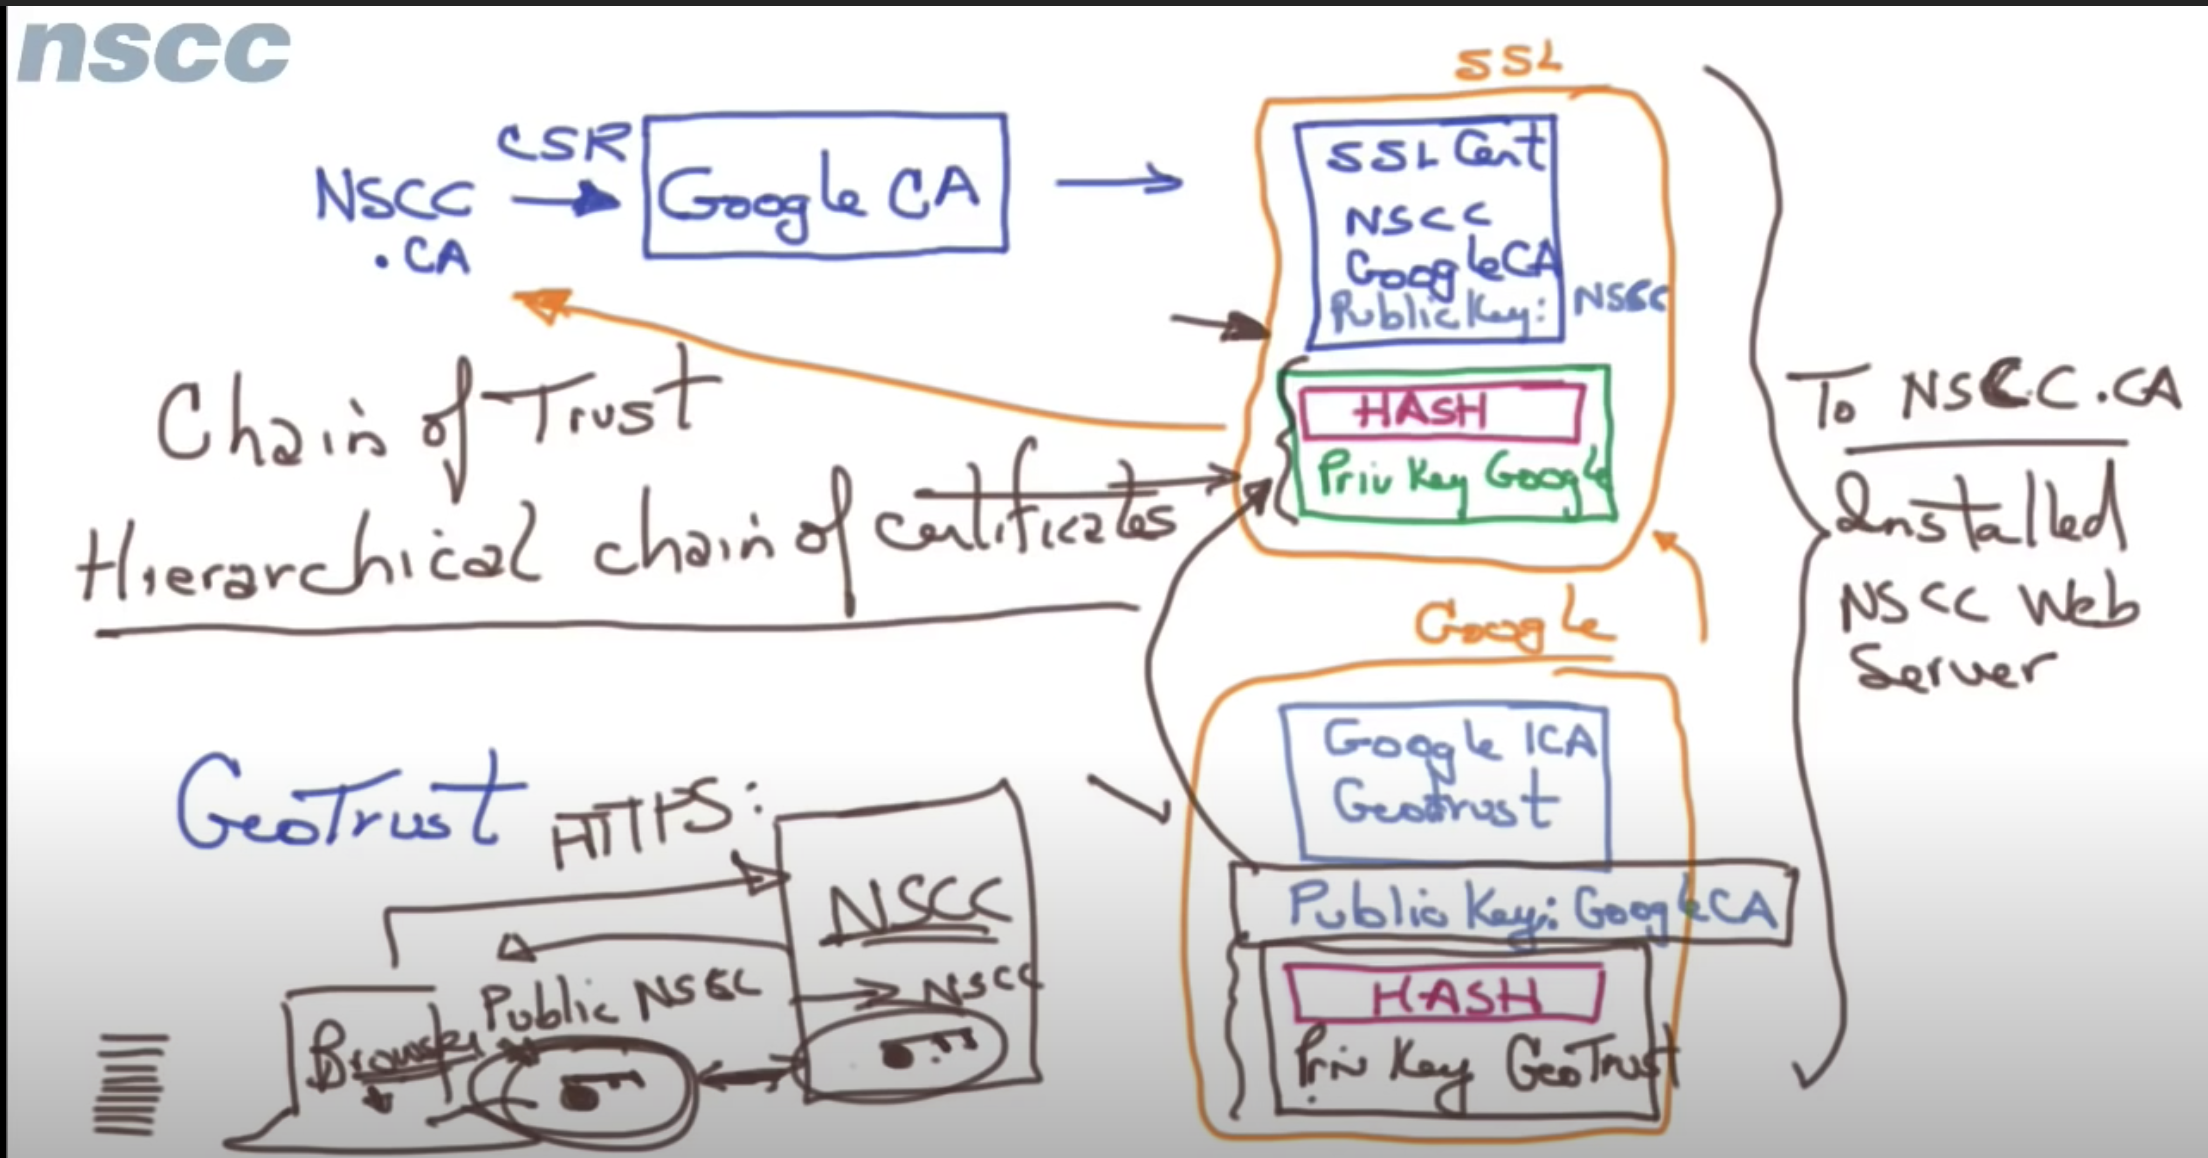 nscc
CSR
NSCC
.CA
Google CA
SSL
SSL Cert
NSCC
GoogleCA
Public Key: NSCC
HASH
Priv Key Google
Chain of Trust
Hierarchical chain of certificates
To NSCC.CA
Installed
NSCC Web
Server
Google
Google ICA
Geotrust
Public Key: GoogleCA
HASH
Priv Key GeoTrust
GeoTrust
HTTPS:
NSCC
Public NSCC
NSCC
Browser